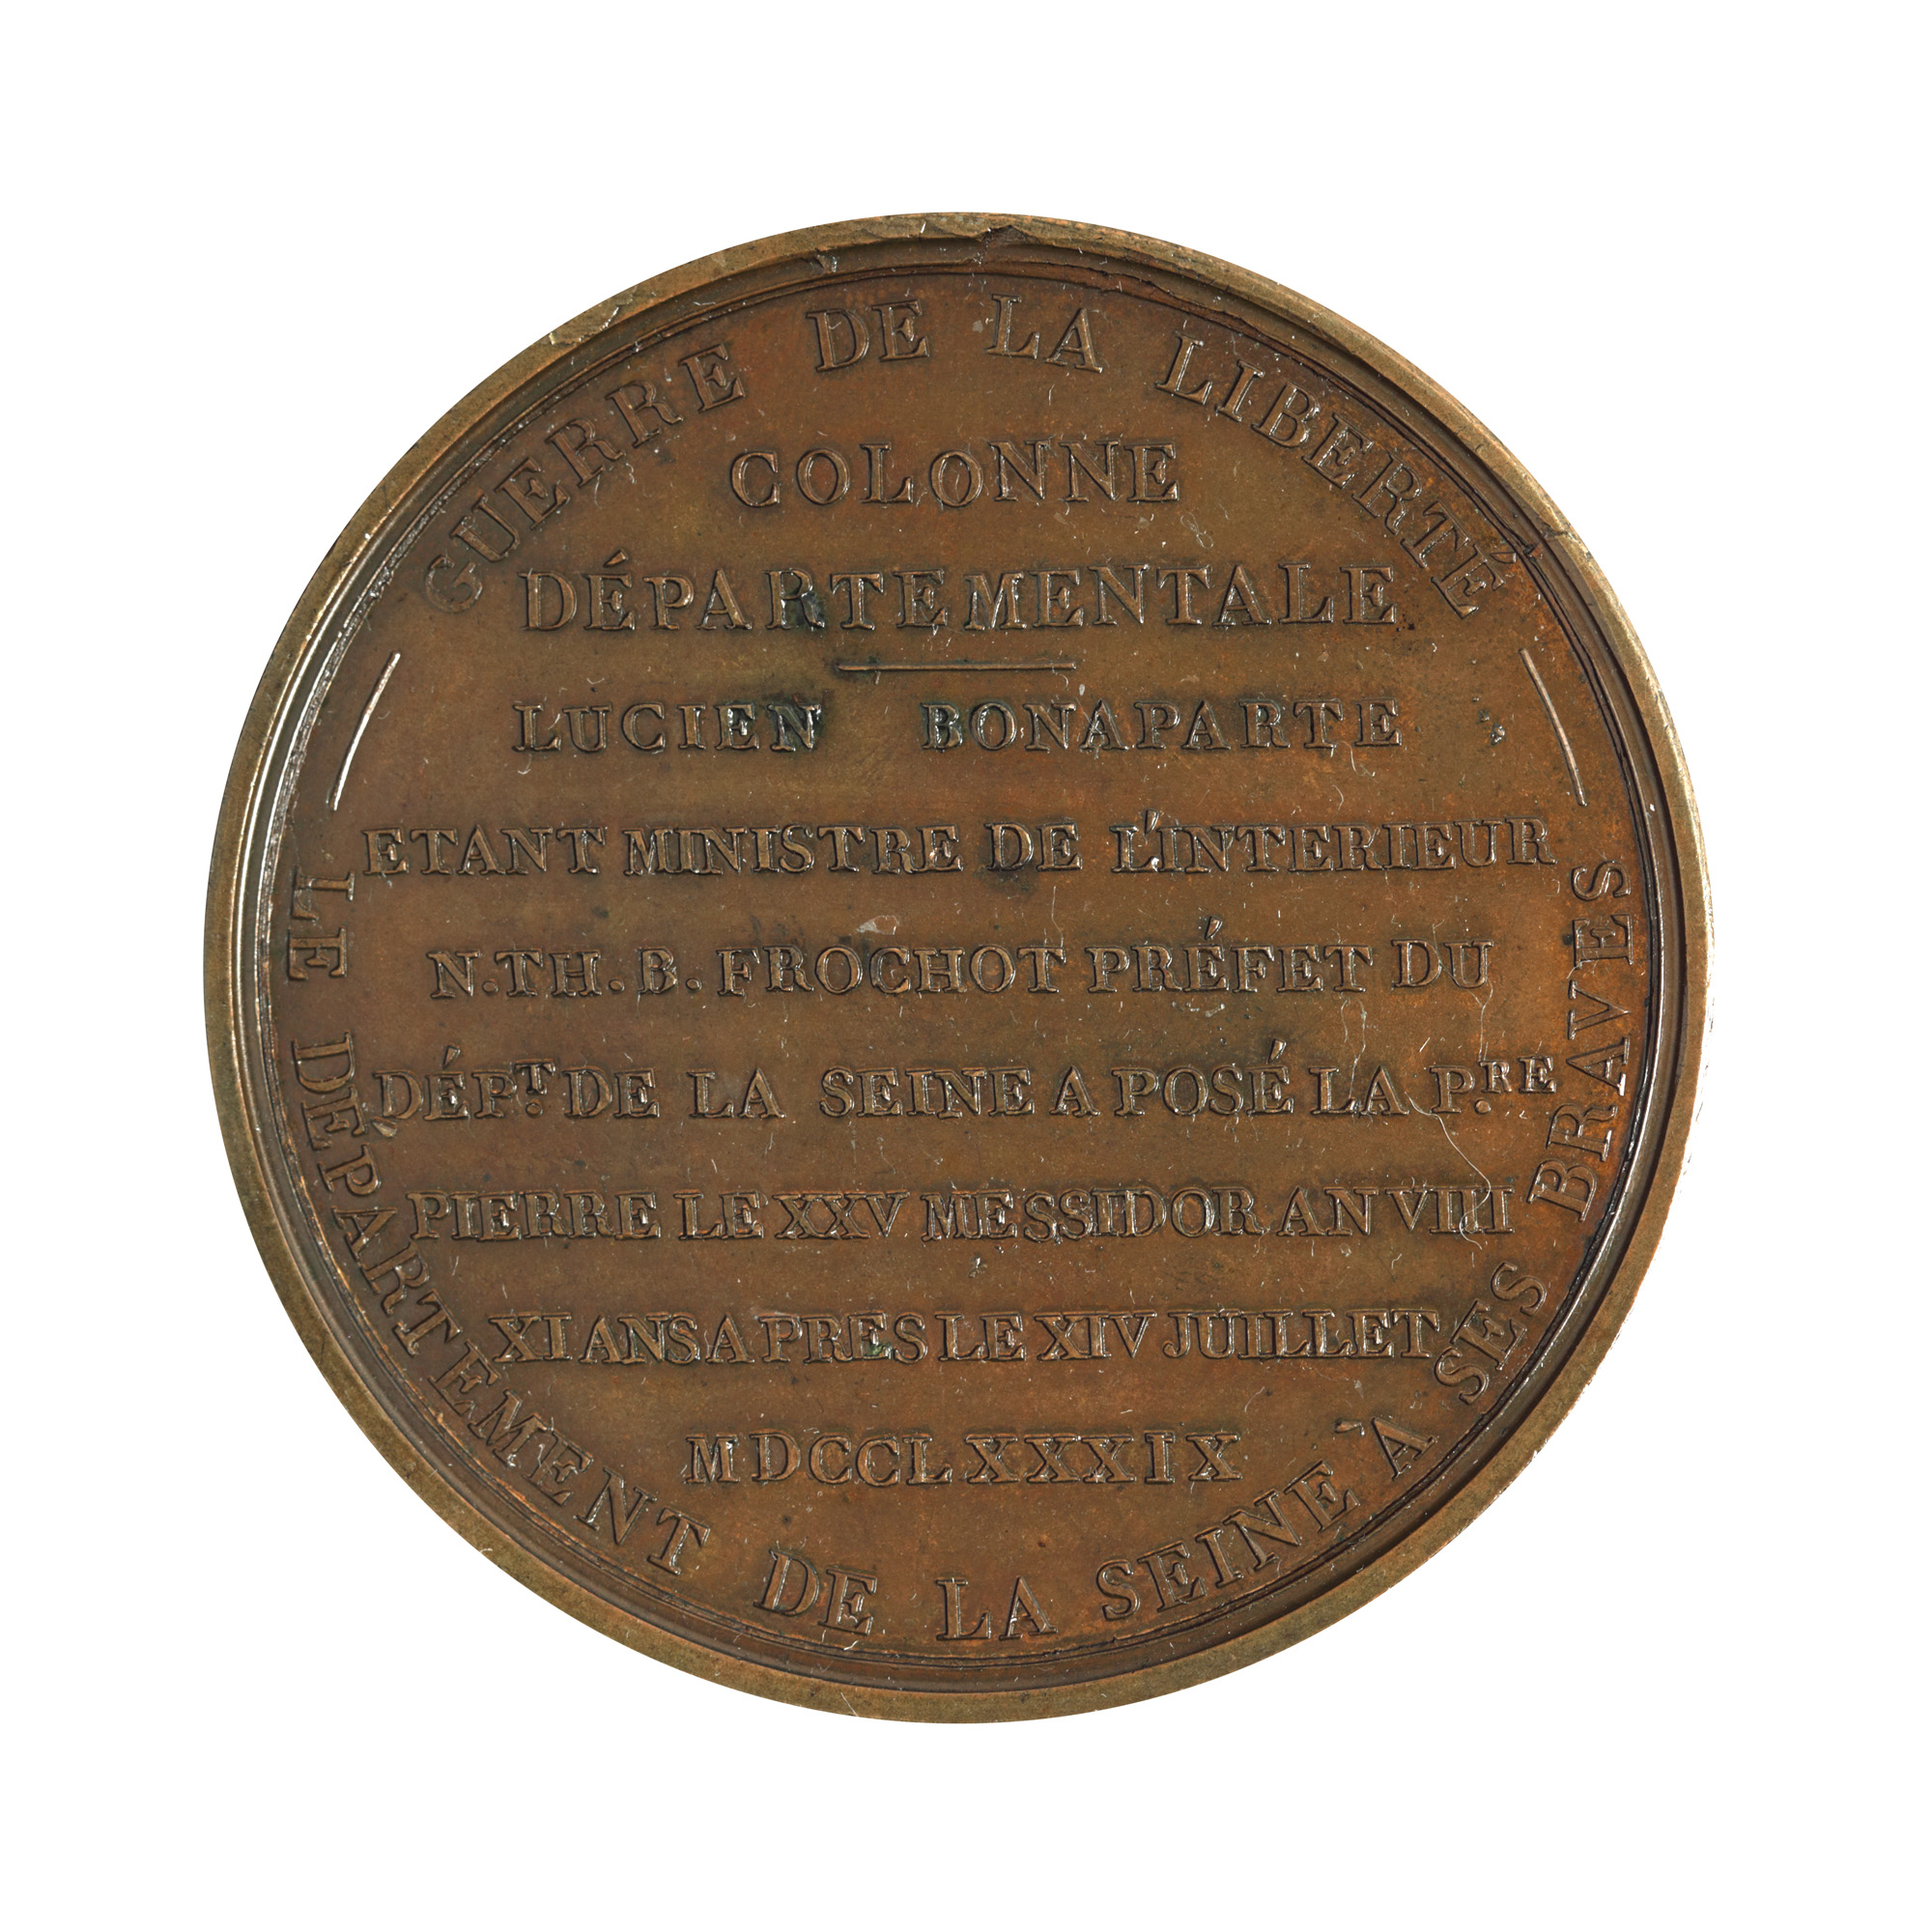 GUERRE DE LA LIBERTÉ
COLONNE
DÉPARTEMENTALE
LUCIEN BONAPARTE
ETANT MINISTRE DE L'INTERIEUR
N.TH.B. FROCHOT PRÉFET DU
DÉPT. DE LA SEINE A POSÉ LA P.RE
PIERRE LE XXV MESSIDOR AN VIII
XI ANS APRES LE XIV JUILLET
MDCCLXXXIX
LE DÉPARTEMENT DE LA SEINE À SES BRAVES